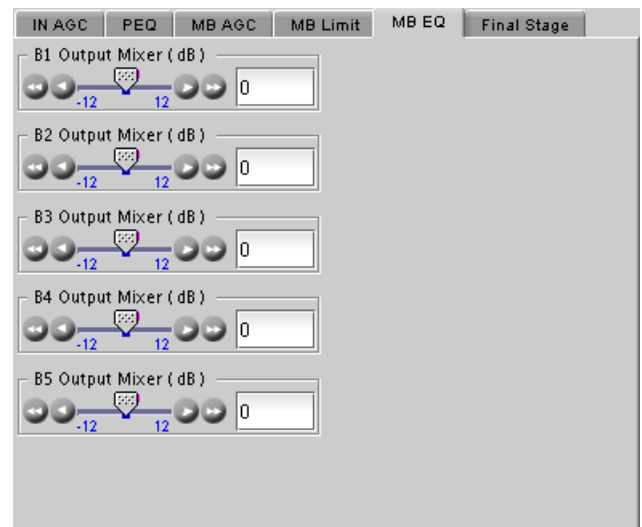 IN AGC PEQ MB AGC MB Limit MB EQ Final Stage
B1 Output Mixer ( dB )
0
-12 12
B2 Output Mixer ( dB )
0
-12 12
B3 Output Mixer ( dB )
0
-12 12
B4 Output Mixer ( dB )
0
-12 12
B5 Output Mixer ( dB )
0
-12 12